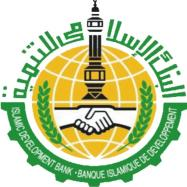 البنك الإسلامي للتنمية
ISLAMIC DEVELOPMENT BANK • BANQUE ISLAMIQUE DE DEVELOPPEMENT